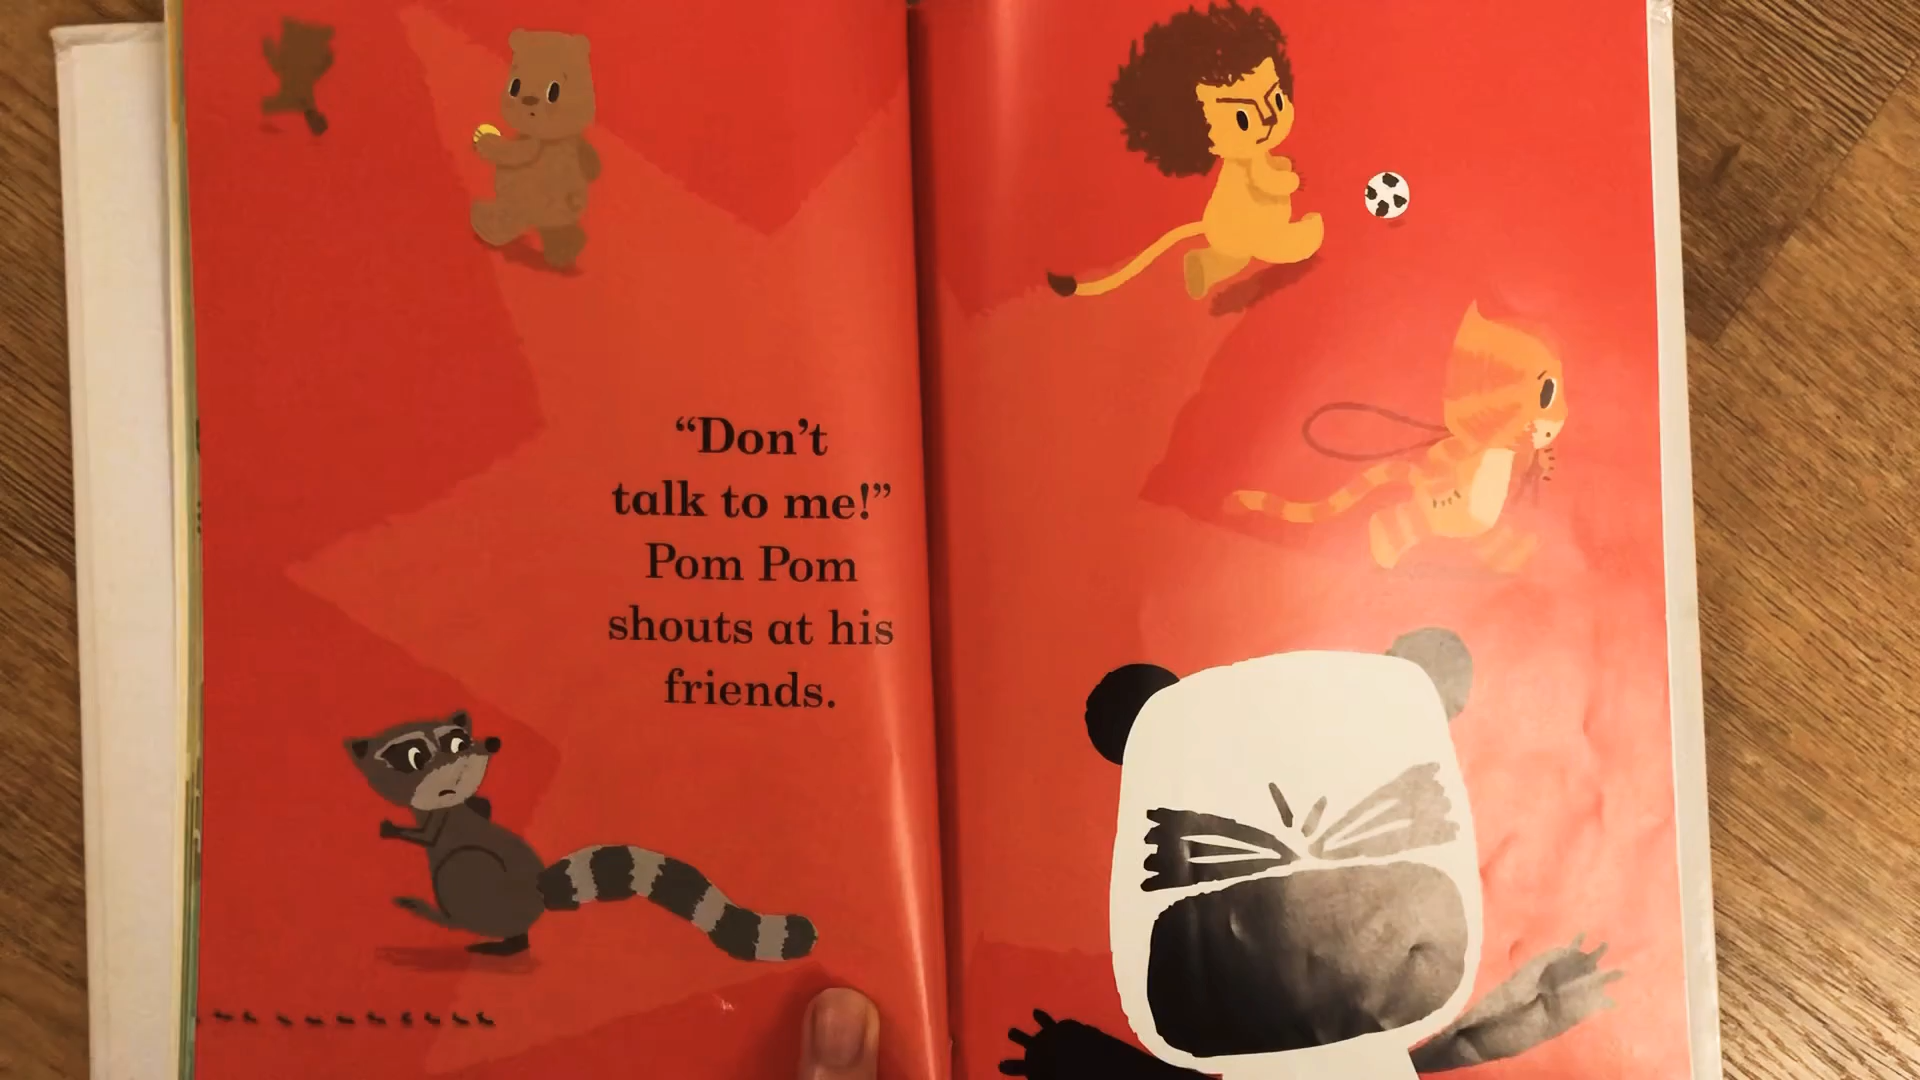 “Don’t
talk to me!”
Pom Pom
shouts at his
friends.